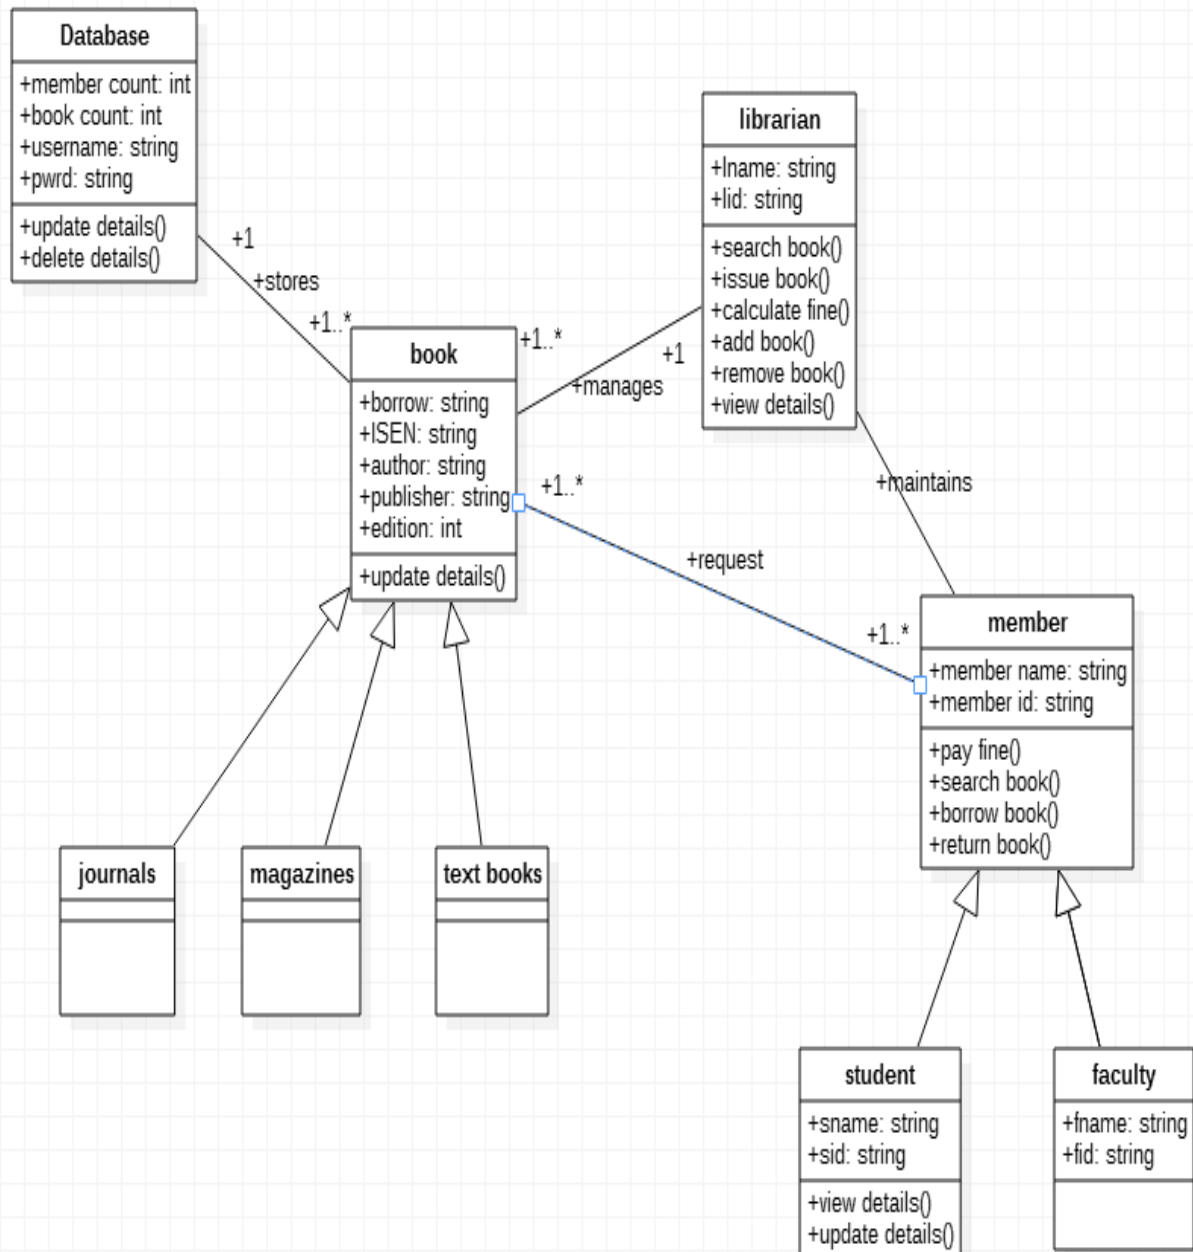 Database
+member count: int
+book count: int
+username: string
+pwrd: string
+update details()
+delete details()
+1
+stores
+1..*
librarian
+lname: string
+lid: string
+search book()
+issue book()
+calculate fine()
+add book()
+remove book()
+view details()
+1..*
+1
+manages
book
+borrow: string
+ISEN: string
+author: string
+publisher: string
+edition: int
+update details()
+maintains
+1..*
+request
+1..*
member
+member name: string
+member id: string
+pay fine()
+search book()
+borrow book()
+return book()
journals
magazines
text books
student
+sname: string
+sid: string
+view details()
+update details()
faculty
+fname: string
+fid: string